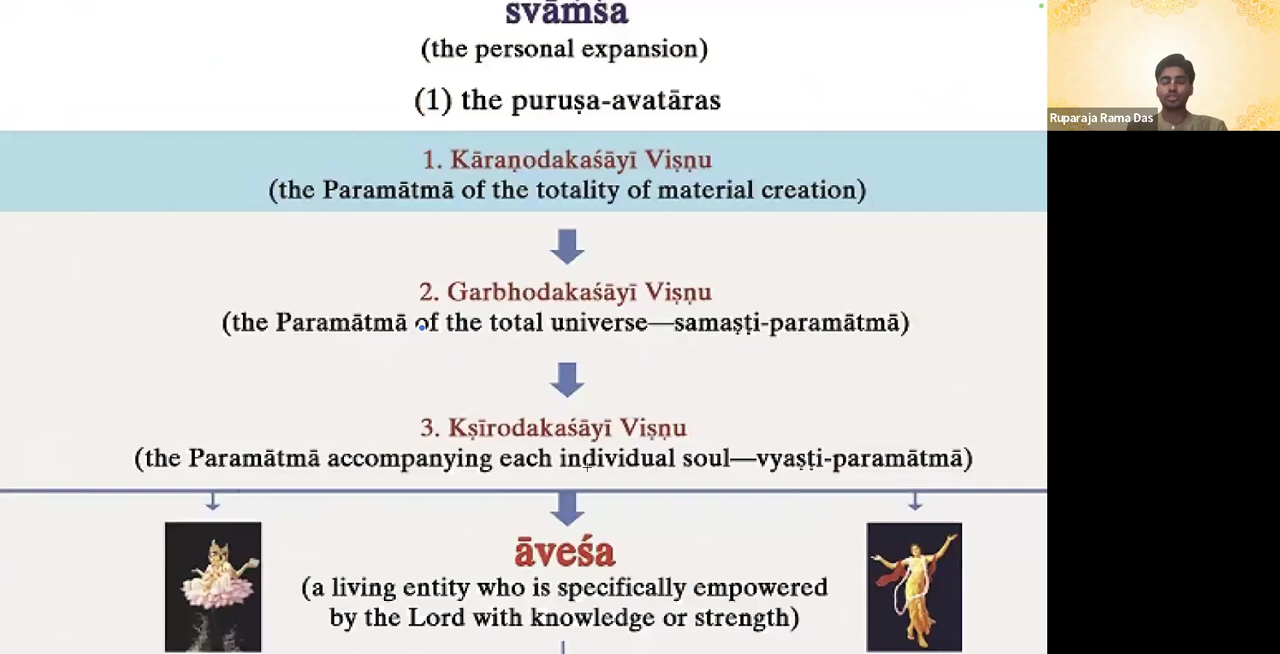 svāṁśa
(the personal expansion)
(1) the puruṣa-avatāras
1. Kāraṇodakaśāyī Viṣṇu
(the Paramātmā of the totality of material creation)
2. Garbhodakaśāyī Viṣṇu
(the Paramātmā of the total universe—samaṣṭi-paramātmā)
3. Kṣīrodakaśāyī Viṣṇu
(the Paramātmā accompanying each individual soul—vyaṣṭi-paramātmā)
āveśa
(a living entity who is specifically empowered
by the Lord with knowledge or strength)
Ruparaja Rama Das